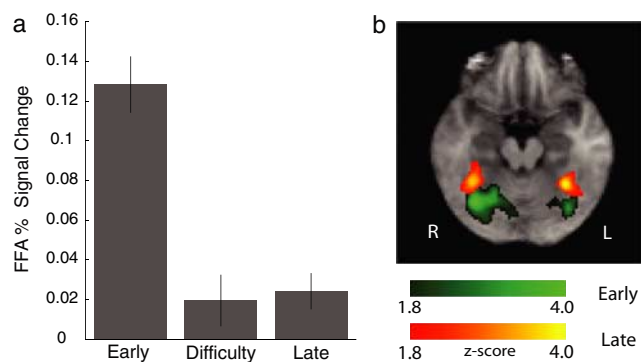 a
FFA % Signal Change
0.16
0.14
0.12
0.1
0.08
0.06
0.04
0.02
0
Early Difficulty Late
b
R L
1.8 4.0 Early
1.8 z-score 4.0 Late